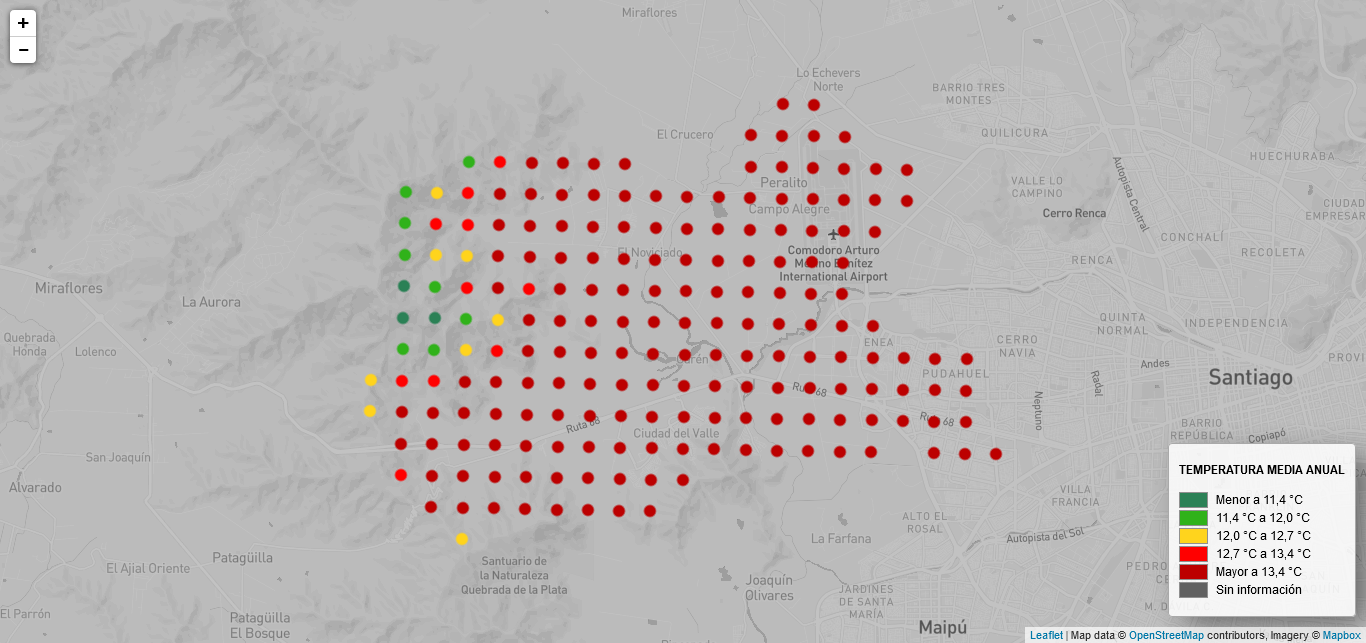 +
−
Miraflores
Lo Echevers
Norte
BARRIO TRES
MONTES
El Crucero
QUILICURA
HUECHURABA
Autopista Central
Peralito
VALLE LO
CAMPINO
Campo Alegre
Cerro Renca
CIUDAD
EMPRESAR
CONCHALÍ
El Noviciado
Comodoro Arturo
Merino Benítez
International Airport
RECOLETA
RENCA
Miraflores
La Aurora
QUINTA
NORMAL
INDEPENDENCIA
Quebrada
Honda
Lolenco
ENEA
CERRO
NAVIA
PROVI
Carén
Andes
PUDAHUEL
Radal
Santiago
Ruta 68
Neptuno
Ruta 68
Ruta 68
Ciudad del Valle
BARRIO
REPÚBLICA
Copiapó
San Joaquín
TEMPERATURA MEDIA ANUAL
Alvarado
VILLA
FRANCIA
Menor a 11,4 °C
11,4 °C a 12,0 °C
12,0 °C a 12,7 °C
12,7 °C a 13,4 °C
Mayor a 13,4 °C
Sin información
ALTO EL
ROSAL
La Farfana
Autopista del Sol
Patagüilla
El Ajial Oriente
Santuario de
la Naturaleza
Quebrada de la Plata
PEDRO
Joaquín
Olivares
JARDINES
DE SANTA
MARÍA
El Parrón
Patagüilla
El Bosque
Maipú
Leaflet | Map data © OpenStreetMap contributors, Imagery © Mapbox